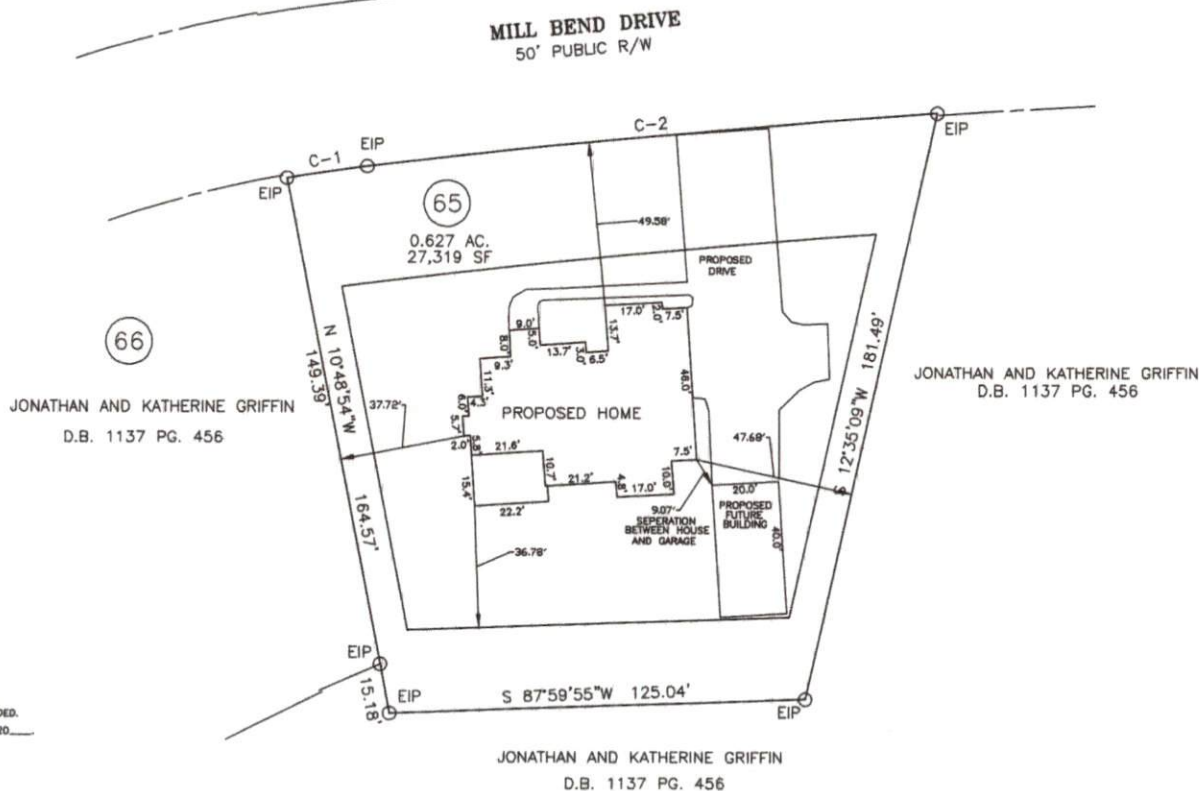 MILL BEND DRIVE
50' PUBLIC R/W
C-2
EIP
EIP
C-1
EIP
65
0.627 AC.
27,319 SF
49.58'
PROPOSED
DRIVE
66
JONATHAN AND KATHERINE GRIFFIN
D.B. 1137 PG. 456
N 10°48'54"W
149.39'
164.57'
37.72'
9.0'
5.0'
8.0'
9.3'
13.7'
3.0'
6.5'
13.7'
17.0'
2.0'
7.5'
11.3'
4.3'
6.0'
5.7'
2.0'
5.8'
PROPOSED HOME
48.0'
21.6'
10.7'
15.4'
22.2'
21.2'
4.8'
17.0'
10.0'
7.5'
47.68'
9.07'
SEPERATION
BETWEEN HOUSE
AND GARAGE
20.0'
PROPOSED
FUTURE
BUILDING
40.0'
36.78'
S 12°35'09"W 181.49'
JONATHAN AND KATHERINE GRIFFIN
D.B. 1137 PG. 456
EIP
15.18'
EIP
S 87°59'55"W 125.04'
EIP
JONATHAN AND KATHERINE GRIFFIN
D.B. 1137 PG. 456